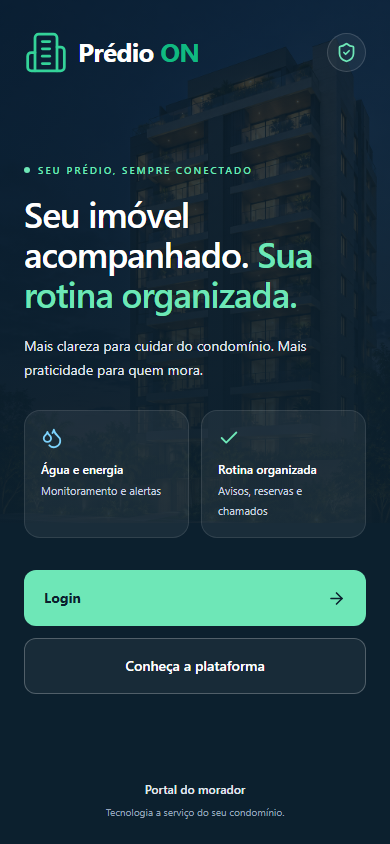 Prédio ON
SEU PRÉDIO, SEMPRE CONECTADO
Seu imóvel
acompanhado. Sua
rotina organizada.
Mais clareza para cuidar do condomínio. Mais
praticidade para quem mora.
Água e energia
Monitoramento e alertas
Rotina organizada
Avisos, reservas e
chamados
Login
Conheça a plataforma
Portal do morador
Tecnologia a serviço do seu condomínio.